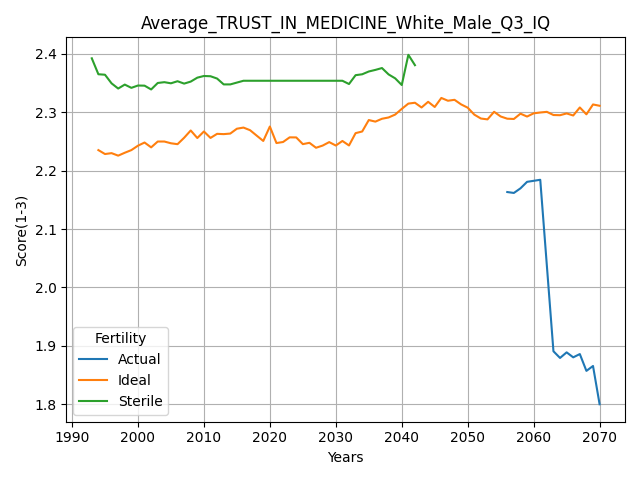 Average_TRUST_IN_MEDICINE_White_Male_Q3_IQ
Score(1-3)
2.4
2.3
2.2
2.1
2.0
1.9
1.8
Fertility
Actual
Ideal
Sterile
1990 2000 2010 2020 2030 2040 2050 2060 2070
Years